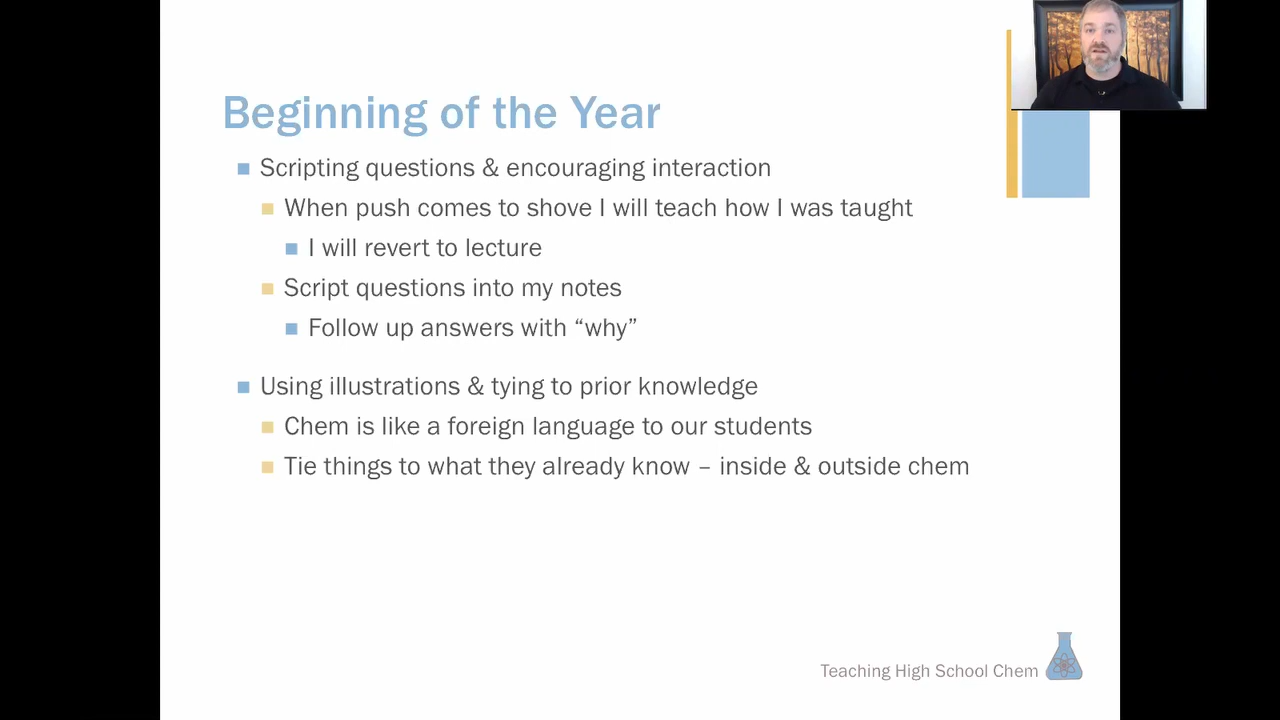 Beginning of the Year
Scripting questions & encouraging interaction
When push comes to shove I will teach how I was taught
I will revert to lecture
Script questions into my notes
Follow up answers with “why”
Using illustrations & tying to prior knowledge
Chem is like a foreign language to our students
Tie things to what they already know – inside & outside chem
Teaching High School Chem